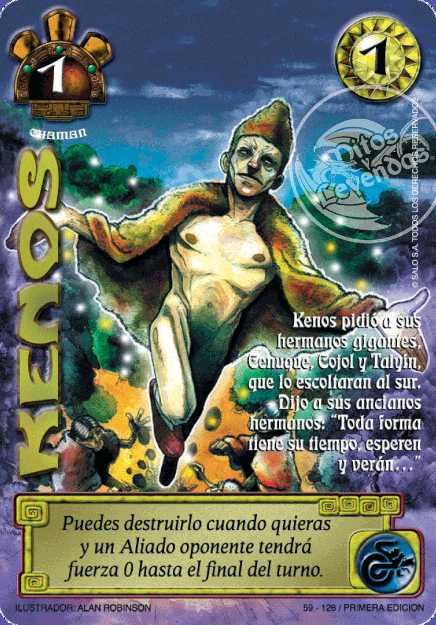 1
1
CHAMAN
KENOS
Mitos
y
Leyendas
© SALO S.A. TODOS LOS DERECHOS RESERVADOS
Kenos pidió a sus
hermanos gigantes,
Cenuque, Cojol y Talyin,
que lo escoltaran al sur.
Dijo a sus ancianos
hermanos: "Toda forma
tiene su tiempo, esperen
y verán..."
Puedes destruirlo cuando quieras
y un Aliado oponente tendrá
fuerza 0 hasta el final del turno.
ILUSTRADOR: ALAN ROBINSON
59 - 126 / PRIMERA EDICION